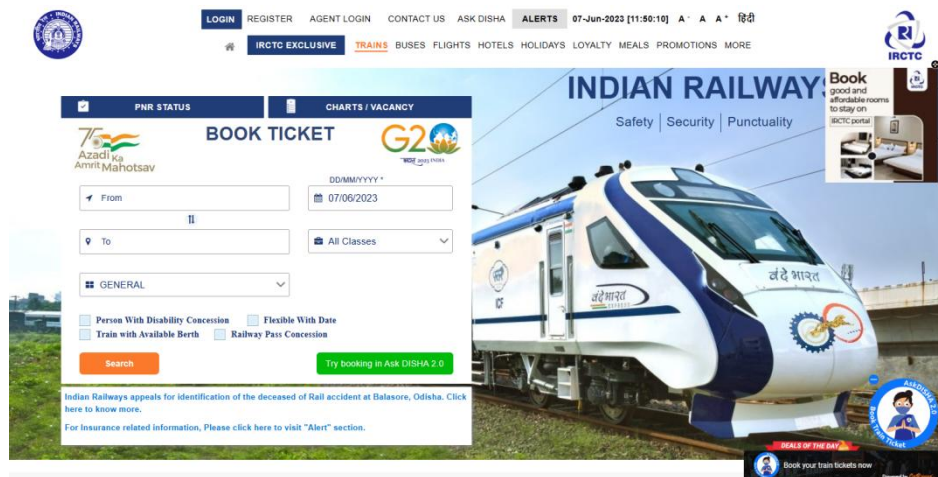 LOGIN REGISTER AGENT LOGIN CONTACT US ASK DISHA ALERTS 07-Jun-2023 [11:50:10] A- A A+ हिंदी
IRCTC EXCLUSIVE TRAINS BUSES FLIGHTS HOTELS HOLIDAYS LOYALTY MEALS PROMOTIONS MORE
IRCTC
PNR STATUS
CHARTS / VACANCY
INDIAN RAILWAYS
Safety | Security | Punctuality
Book
good and
affordable rooms
to stay on
IRCTC portal
75
Azadi Ka
Amrit Mahotsav
BOOK TICKET
G20
2023 INDIA
DD/MM/YYYY *
From
07/06/2023
To
All Classes
GENERAL
Person With Disability Concession
Flexible With Date
Train with Available Berth
Railway Pass Concession
Search
Try booking in Ask DISHA 2.0
Indian Railways appeals for identification of the deceased of Rail accident at Balasore, Odisha. Click
here to know more.
For Insurance related information, Please click here to visit "Alert" section.
ICF
वंदे भारत
वंदे भारत
AskDISHA 2.0
Book Train Ticket
DEALS OF THE DAY
Book your train tickets now